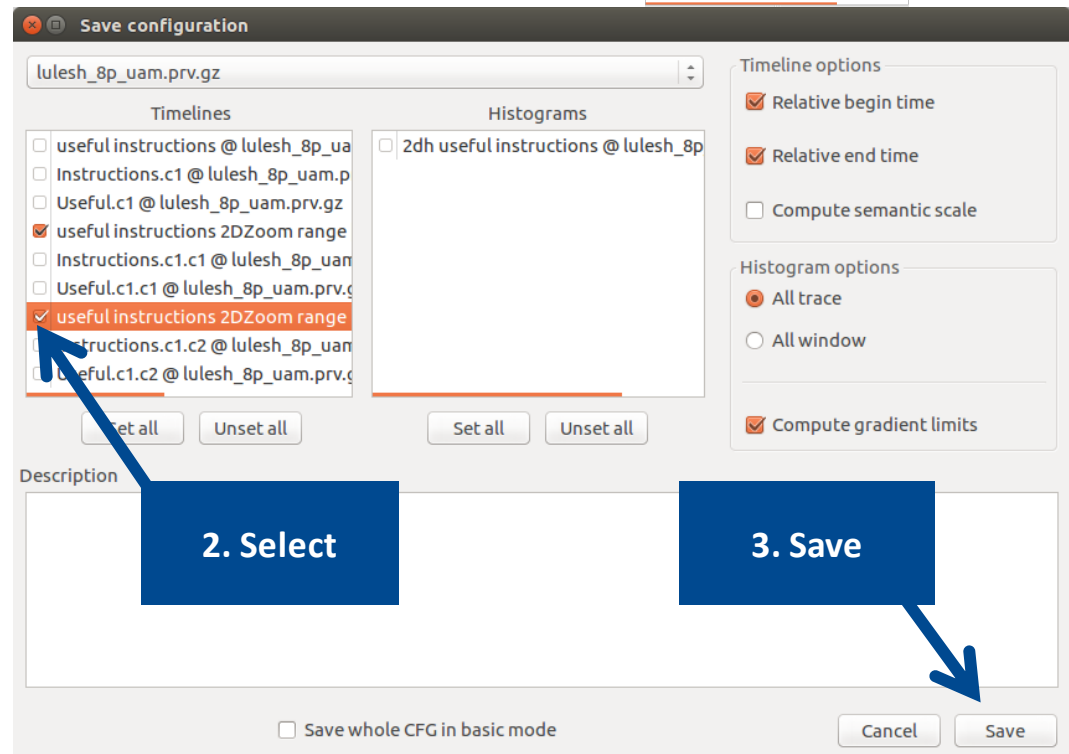 Save configuration
lulesh_8p_uam.prv.gz
Timelines
useful instructions @ lulesh_8p_ua
Instructions.c1 @ lulesh_8p_uam.p
Useful.c1 @ lulesh_8p_uam.prv.gz
useful instructions 2DZoom range
Instructions.c1.c1 @ lulesh_8p_uam
Useful.c1.c1 @ lulesh_8p_uam.prv.g
useful instructions 2DZoom range
structions.c1.c2 @ lulesh_8p_uam
eful.c1.c2 @ lulesh_8p_uam.prv.g
Set all Unset all
Histograms
2dh useful instructions @ lulesh_8p
Set all Unset all
Timeline options
Relative begin time
Relative end time
Compute semantic scale
Histogram options
All trace
All window
Compute gradient limits
Description
2. Select
3. Save
Save whole CFG in basic mode
Cancel Save